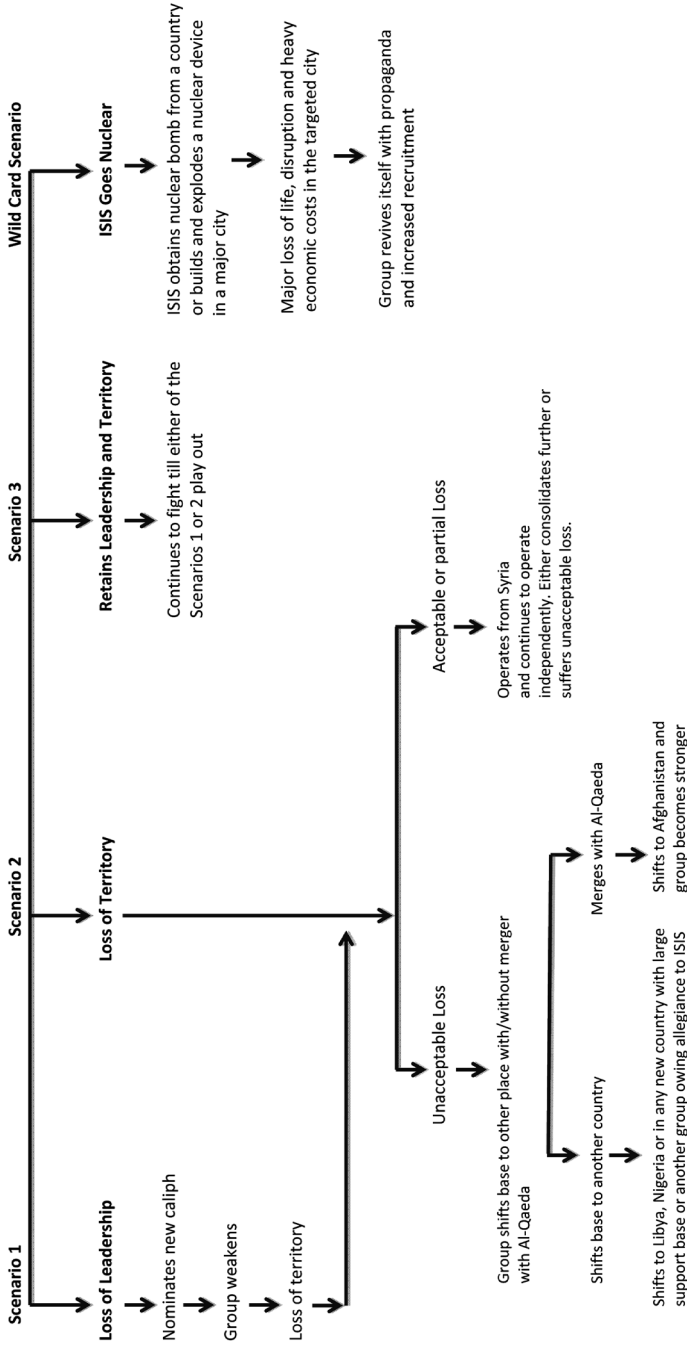 Scenario 1
Loss of Leadership
Nominates new caliph
Group weakens
Loss of territory
Scenario 2
Loss of Territory
Unacceptable Loss
Group shifts base to other place with/without merger
with Al-Qaeda
Shifts base to another country
Shifts to Libya, Nigeria or in any new country with large
support base or another group owing allegiance to ISIS
Merges with Al-Qaeda
Shifts to Afghanistan and
group becomes stronger
Acceptable or partial Loss
Operates from Syria
and continues to operate
independently. Either consolidates further or
suffers unacceptable loss.
Scenario 3
Retains Leadership and Territory
Continues to fight till either of the
Scenarios 1 or 2 play out
Wild Card Scenario
ISIS Goes Nuclear
ISIS obtains nuclear bomb from a country
or builds and explodes a nuclear device
in a major city
Major loss of life, disruption and heavy
economic costs in the targeted city
Group revives itself with propaganda
and increased recruitment